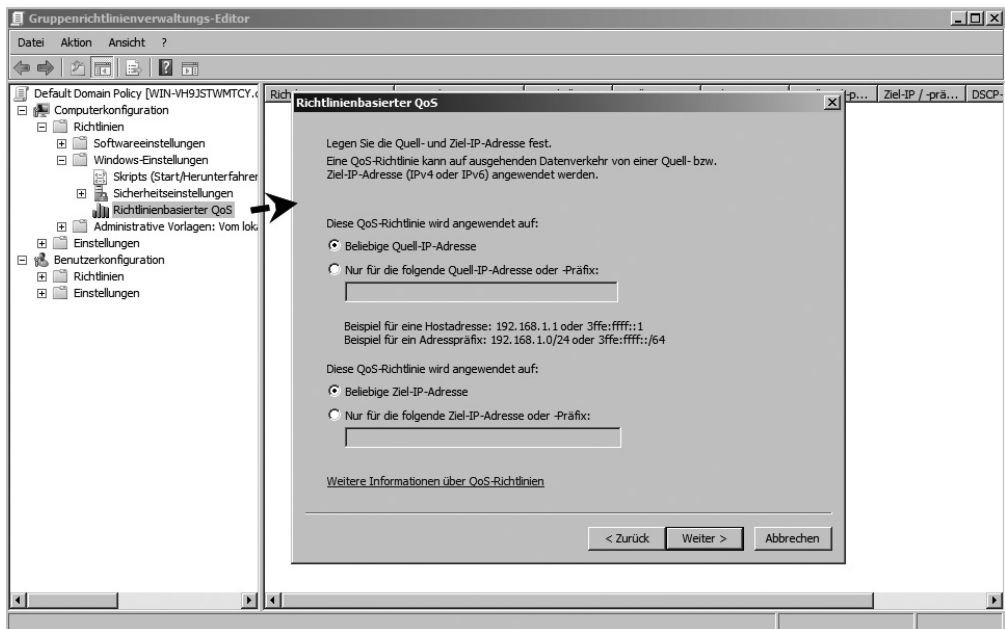 Gruppenrichtlinienverwaltungs-Editor
Datei Aktion Ansicht ?
Default Domain Policy [WIN-VH9JSTWMTCY.
Computerkonfiguration
Richtlinien
Softwareeinstellungen
Windows-Einstellungen
Skripts (Start/Herunterfahrer
Sicherheitseinstellungen
Richtlinienbasierter QoS
Administrative Vorlagen: Vom lok
Einstellungen
Benutzerkonfiguration
Richtlinien
Einstellungen
Rich
-p... Ziel-IP / -prä... DSCP-
Richtlinienbasierter QoS
Legen Sie die Quell- und Ziel-IP-Adresse fest.
Eine QoS-Richtlinie kann auf ausgehenden Datenverkehr von einer Quell- bzw.
Ziel-IP-Adresse (IPv4 oder IPv6) angewendet werden.
Diese QoS-Richtlinie wird angewendet auf:
Beliebige Quell-IP-Adresse
Nur für die folgende Quell-IP-Adresse oder -Präfix:
Beispiel für eine Hostadresse: 192.168.1.1 oder 3ffe:ffff::1
Beispiel für ein Adresspräfix: 192.168.1.0/24 oder 3ffe:ffff::/64
Diese QoS-Richtlinie wird angewendet auf:
Beliebige Ziel-IP-Adresse
Nur für die folgende Ziel-IP-Adresse oder -Präfix:
Weitere Informationen über QoS-Richtlinien
< Zurück Weiter > Abbrechen